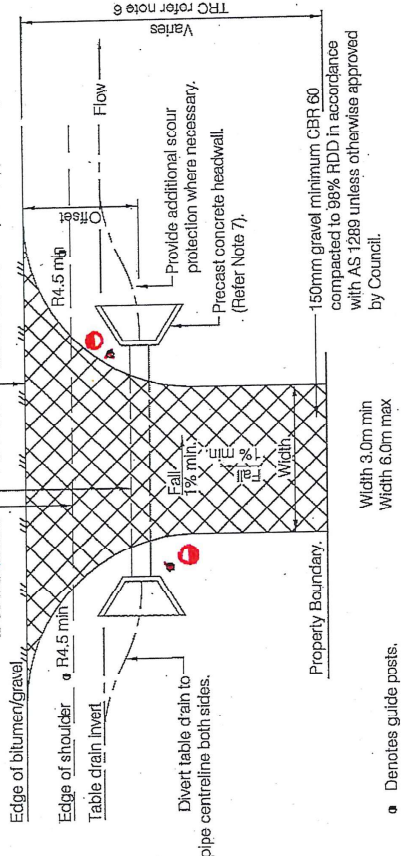 Edge of bitumen/gravel
Edge of shoulder
R4.5 min
R4.5 min
Table drain invert
Offset
Flow
Varies
TRC refer note 6
Divert table drain to
pipe centreline both sides.
Provide additional scour
protection where necessary.
Precast concrete headwall.
(Refer Note 7).
Fall
1% min.
Fall
1% min
Width
Property Boundary.
150mm gravel minimum CBR 60
compacted to 98% RDD in accordance
with AS 1289 unless otherwise approved
by Council.
Width 3.0m min
Width 6.0m max
Denotes guide posts.